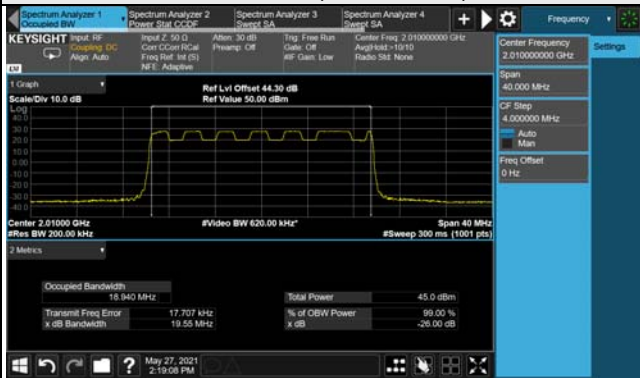 Spectrum Analyzer 1
Occupied BW
Spectrum Analyzer 2
Power Stat CCDF
Spectrum Analyzer 3
Swept SA
Spectrum Analyzer 4
Swept SA
Frequency
KEYSIGHT
Input: RF
Coupling: DC
Align: Auto
Input Z: 50 Ω
Corr CCorr RCal
Freq Ref: Int (S)
NFE: Adaptive
Atten: 30 dB
Preamp: Off
Trig: Free Run
Gate: Off
#IF Gain: Low
Center Freq: 2.010000000 GHz
Avg|Hold:>10/10
Radio Std: None
Center Frequency
2.010000000 GHz
Settings
Span
40.000 MHz
CF Step
4.000000 MHz
Auto
Man
Freq Offset
0 Hz
1 Graph
Scale/Div 10.0 dB
Ref Lvl Offset 44.30 dB
Ref Value 50.00 dBm
Log
40.0
30.0
20.0
10.0
0.00
-10.0
-20.0
-30.0
-40.0
Center 2.01000 GHz
#Res BW 200.00 kHz
#Video BW 620.00 kHz*
Span 40 MHz
#Sweep 300 ms (1001 pts)
2 Metrics
Occupied Bandwidth
18.940 MHz
Total Power 45.0 dBm
Transmit Freq Error 17.707 kHz
% of OBW Power 99.00 %
x dB Bandwidth 19.55 MHz
x dB -26.00 dB
May 27, 2021
2:19:08 PM